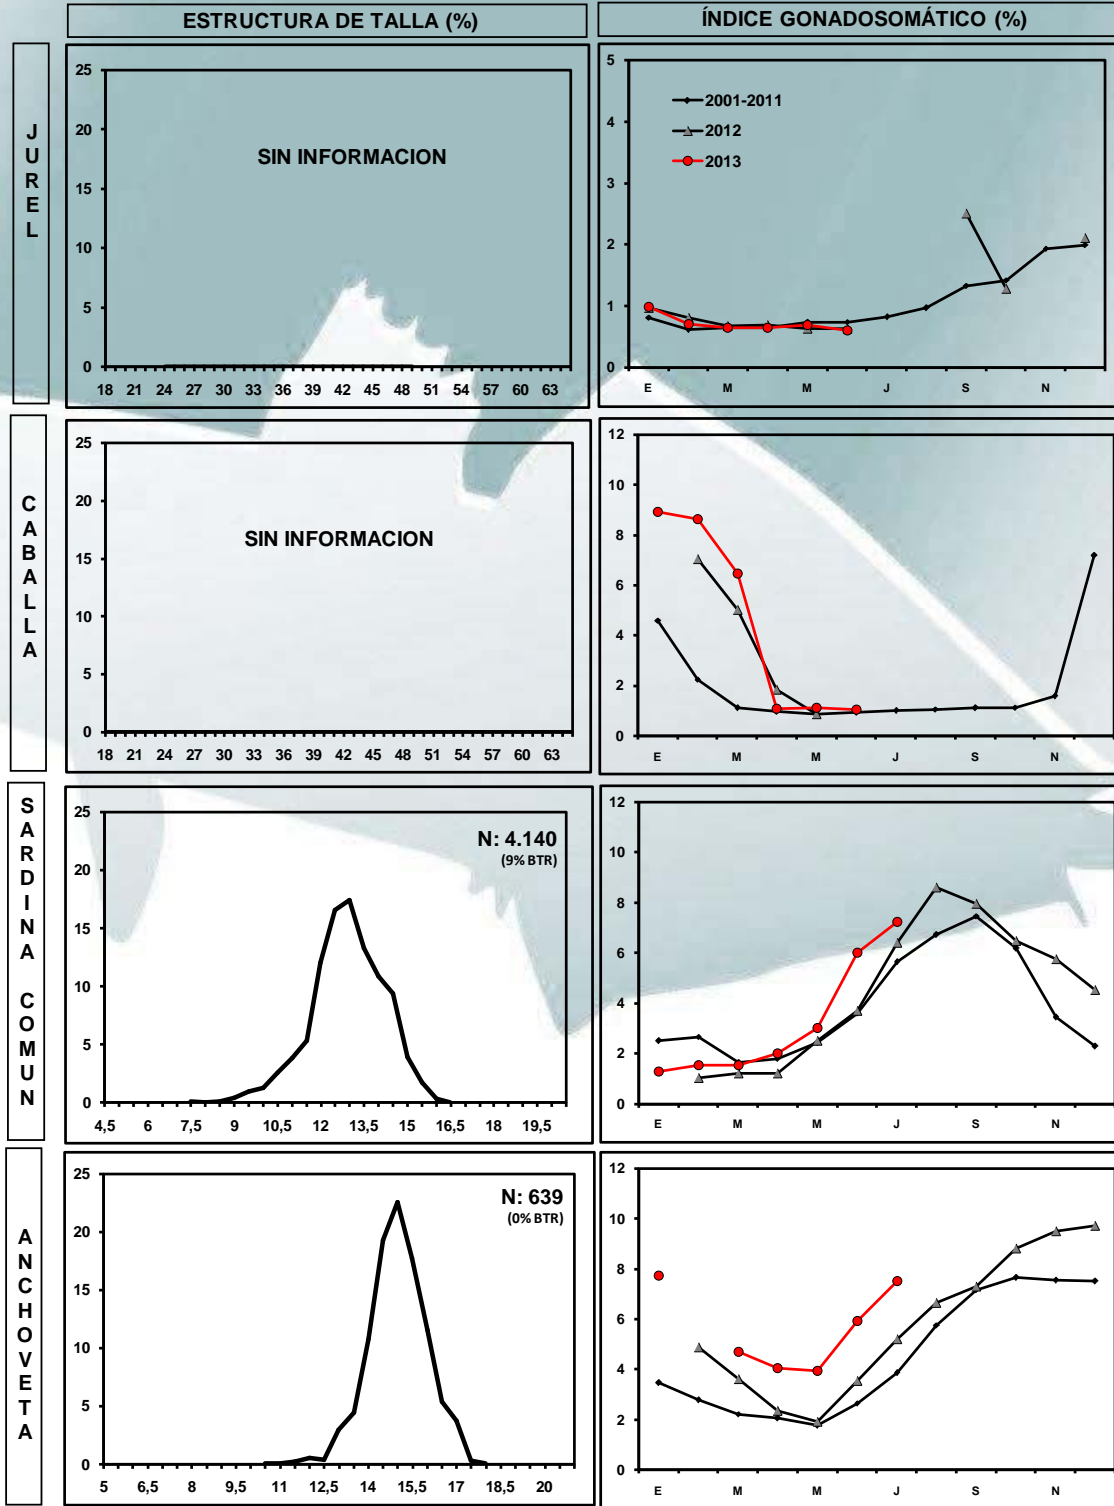 ESTRUCTURA DE TALLA (%)
ÍNDICE GONADOSOMÁTICO (%)
JUREL
25
20
15
10
5
0
SIN INFORMACION
18 21 24 27 30 33 36 39 42 45 48 51 54 57 60 63
5
4
3
2
1
0
2001-2011
2012
2013
E M M J S N
CABALLA
25
20
15
10
5
0
SIN INFORMACION
18 21 24 27 30 33 36 39 42 45 48 51 54 57 60 63
12
10
8
6
4
2
0
E M M J S N
SARDINA COMUN
25
20
15
10
5
0
N: 4.140
(9% BTR)
4,5 6 7,5 9 10,5 12 13,5 15 16,5 18 19,5
12
10
8
6
4
2
0
E M M J S N
ANCHOVETA
25
20
15
10
5
0
N: 639
(0% BTR)
5 6,5 8 9,5 11 12,5 14 15,5 17 18,5 20
12
10
8
6
4
2
0
E M M J S N